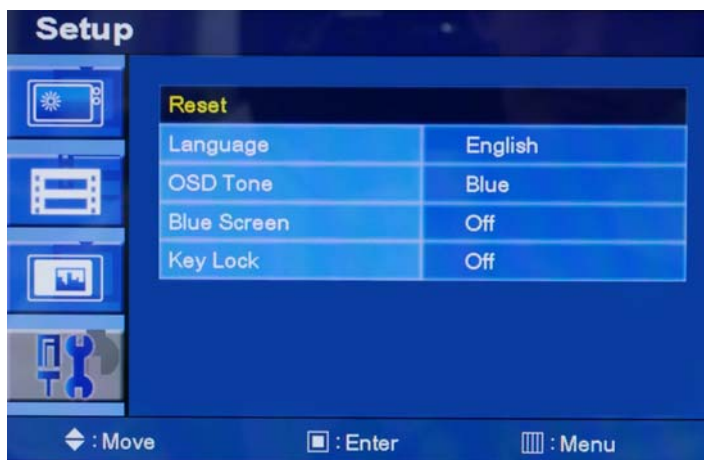 Setup
Reset
Language English
OSD Tone Blue
Blue Screen Off
Key Lock Off
: Move : Enter : Menu